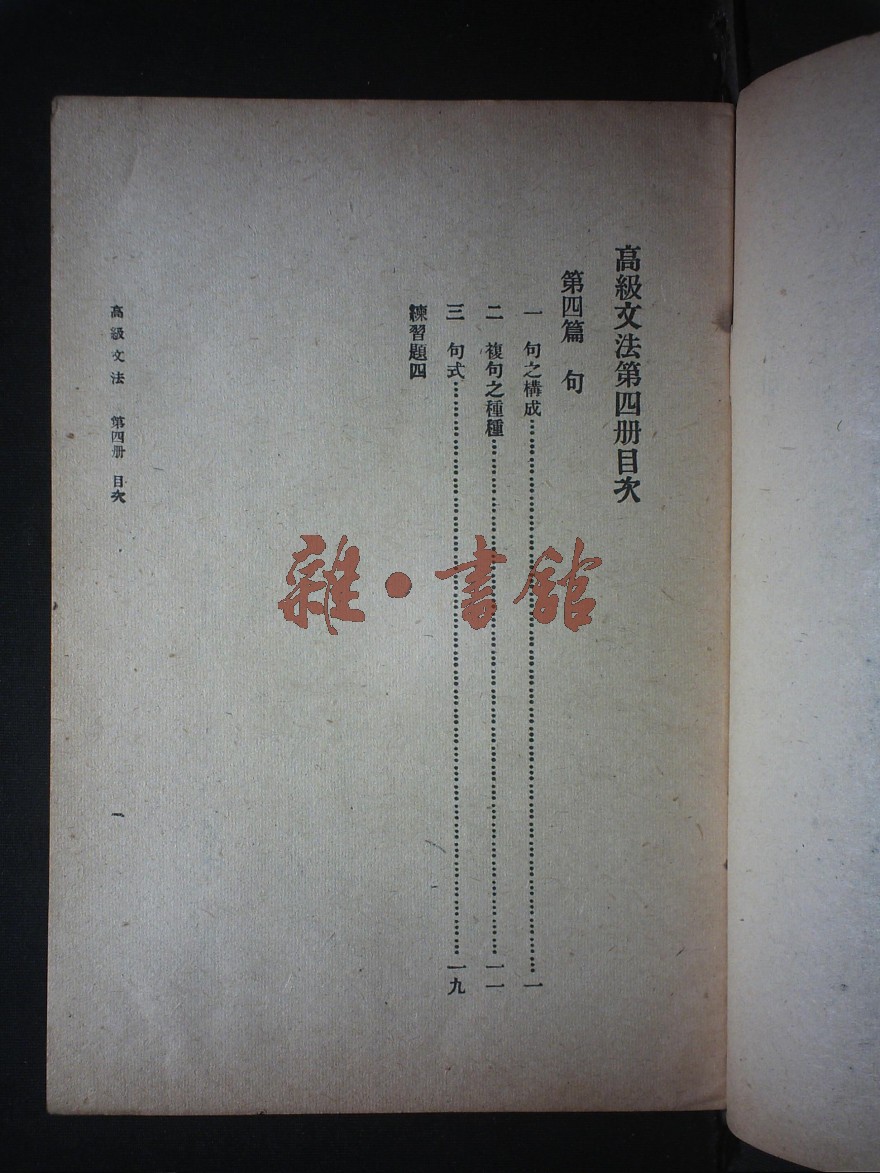 高級文法第四册目次
第四篇 句
一 句之構成……一
二 複句之種種……一一
三 句式……一九
練習題四
高級文法 第四册 目次 一
雜·書館